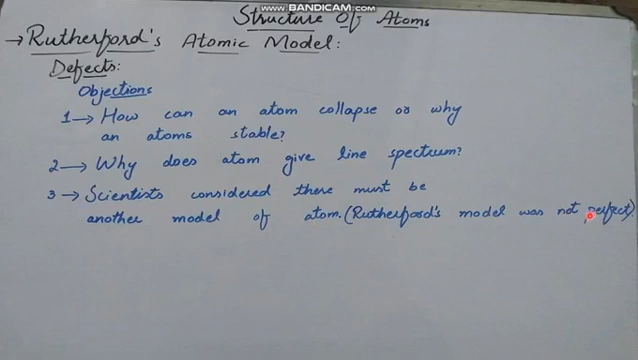 WWW.BANDICAM.COM
Structure Of Atoms
→ Rutherford's Atomic Model:
Defects:
Objections
1 → How can an atom collapse or why
an atoms stable?
2 → Why does atom give line spectrum?
3 → Scientists considered there must be
another model of atom. (Rutherford's model was not perfect).